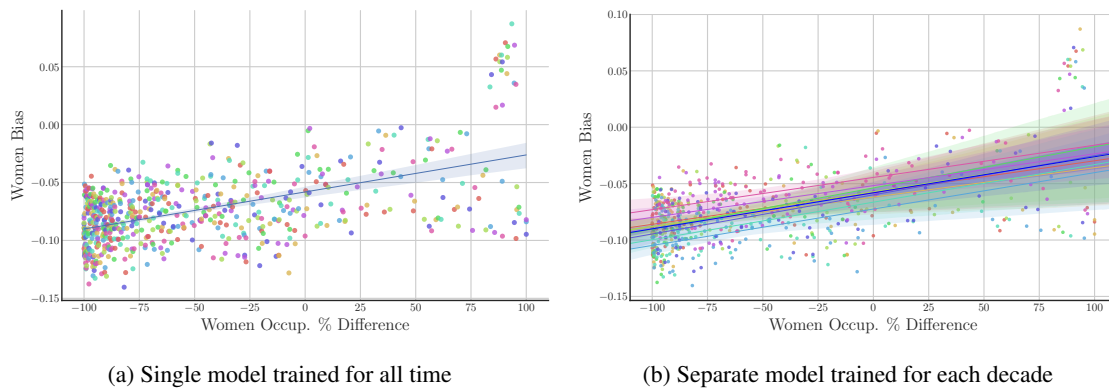 0.05
0.00
−0.05
−0.10
−0.15
Women Bias
−100 −75 −50 −25 0 25 50 75 100
Women Occup. % Difference
(a) Single model trained for all time
0.10
0.05
0.00
−0.05
−0.10
−0.15
Women Bias
−100 −75 −50 −25 0 25 50 75 100
Women Occup. % Difference
(b) Separate model trained for each decade